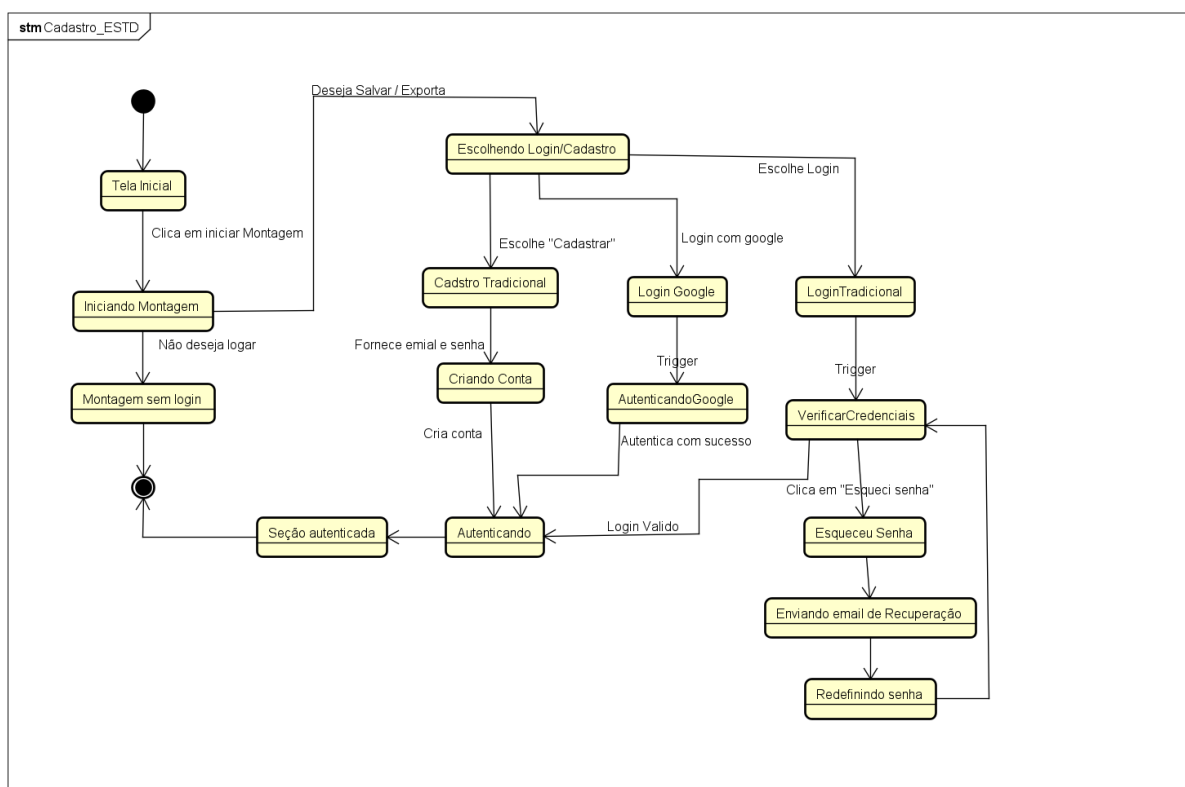 stm Cadastro_ESTD
Deseja Salvar / Exporta
Escolhendo Login/Cadastro
Escolhe Login
Tela Inicial
Clica em iniciar Montagem
Escolhe "Cadastrar"
Login com google
Cadstro Tradicional
Login Google
LoginTradicional
Iniciando Montagem
Não deseja logar
Fornece emial e senha
Trigger
Trigger
Criando Conta
Montagem sem login
AutenticandoGoogle
VerificarCredenciais
Cria conta
Autentica com sucesso
Clica em "Esqueci senha"
Login Valido
Seção autenticada
Autenticando
Esqueceu Senha
Enviando email de Recuperação
Redefinindo senha